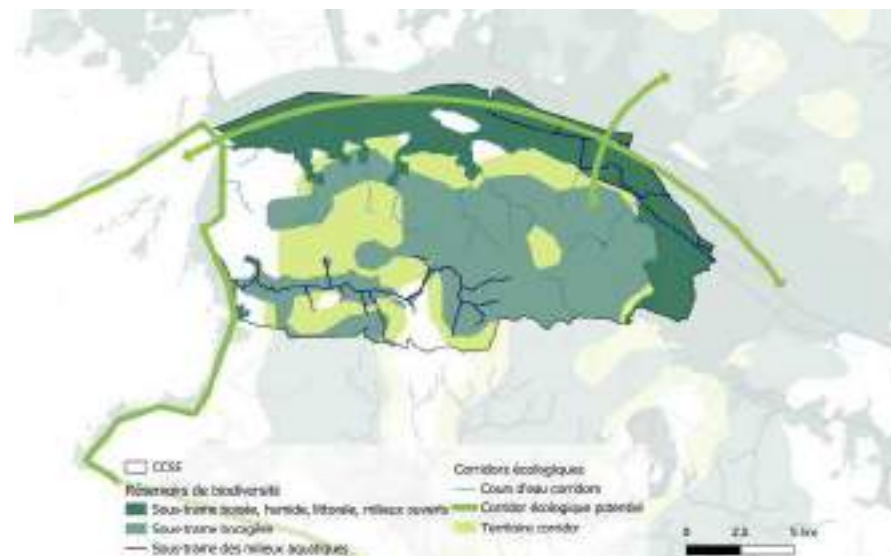 CCSE
Réservoirs de biodiversité
Sous-trame boisée, humide, littorale, milieux ouverts
Sous-trame bocagère
Sous-trame des milieux aquatiques
Corridors écologiques
Cours d'eau corridors
Corridor écologique potentiel
Territoire corridor
0 2.5 5 km